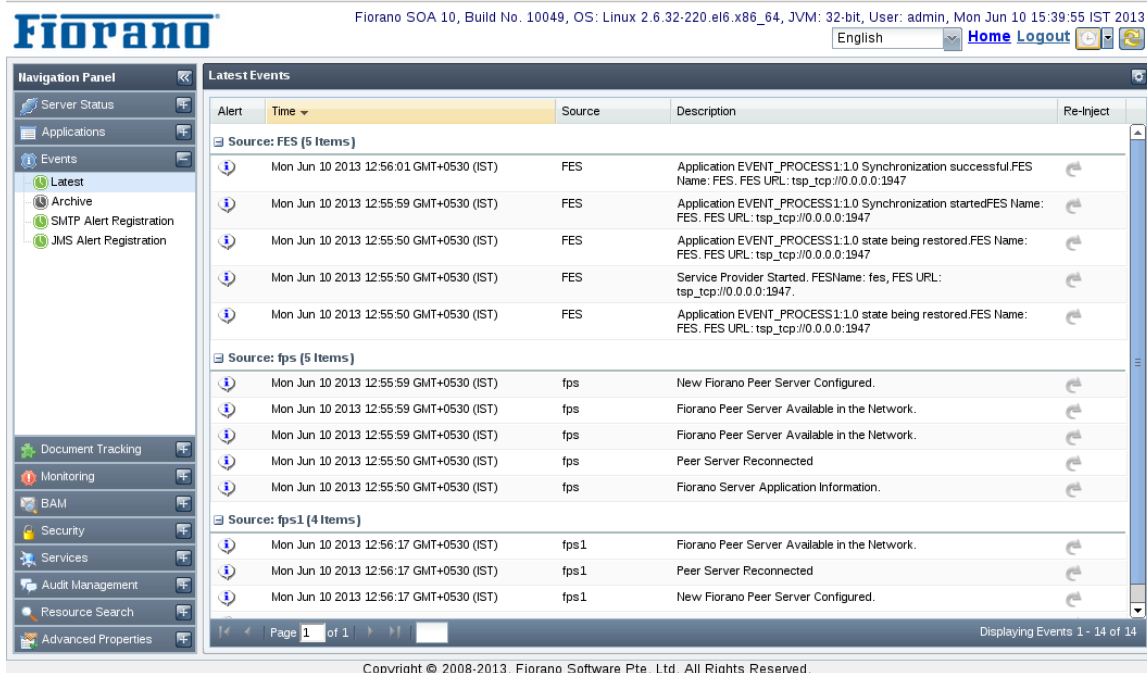 Fiorano
Fiorano SOA 10, Build No. 10049, OS: Linux 2.6.32-220.el6.x86_64, JVM: 32-bit, User: admin, Mon Jun 10 15:39:55 IST 2013
English Home Logout
Navigation Panel
Server Status
Applications
Events
Latest
Archive
SMTP Alert Registration
JMS Alert Registration
Document Tracking
Monitoring
BAM
Security
Services
Audit Management
Resource Search
Advanced Properties
Latest Events
Alert Time Source Description Re-Inject
Source: FES (5 Items)
Mon Jun 10 2013 12:56:01 GMT+0530 (IST) FES Application EVENT_PROCESS1:1.0 Synchronization successful.FES
Name: FES. FES URL: tsp_tcp://0.0.0.0:1947
Mon Jun 10 2013 12:55:59 GMT+0530 (IST) FES Application EVENT_PROCESS1:1.0 Synchronization startedFES Name:
FES. FES URL: tsp_tcp://0.0.0.0:1947
Mon Jun 10 2013 12:55:50 GMT+0530 (IST) FES Application EVENT_PROCESS1:1.0 state being restored.FES Name:
FES. FES URL: tsp_tcp://0.0.0.0:1947
Mon Jun 10 2013 12:55:50 GMT+0530 (IST) FES Service Provider Started. FESName: fes, FES URL:
tsp_tcp://0.0.0.0:1947.
Mon Jun 10 2013 12:55:50 GMT+0530 (IST) FES Application EVENT_PROCESS1:1.0 state being restored.FES Name:
FES. FES URL: tsp_tcp://0.0.0.0:1947
Source: fps (5 Items)
Mon Jun 10 2013 12:55:59 GMT+0530 (IST) fps New Fiorano Peer Server Configured.
Mon Jun 10 2013 12:55:59 GMT+0530 (IST) fps Fiorano Peer Server Available in the Network.
Mon Jun 10 2013 12:55:59 GMT+0530 (IST) fps Fiorano Peer Server Available in the Network.
Mon Jun 10 2013 12:55:50 GMT+0530 (IST) fps Peer Server Reconnected
Mon Jun 10 2013 12:55:50 GMT+0530 (IST) fps Fiorano Server Application Information.
Source: fps1 (4 Items)
Mon Jun 10 2013 12:56:17 GMT+0530 (IST) fps1 Fiorano Peer Server Available in the Network.
Mon Jun 10 2013 12:56:17 GMT+0530 (IST) fps1 Peer Server Reconnected
Mon Jun 10 2013 12:56:17 GMT+0530 (IST) fps1 New Fiorano Peer Server Configured.
Page 1 of 1 Displaying Events 1 - 14 of 14
Copyright © 2008-2013, Fiorano Software Pte. Ltd. All Rights Reserved.